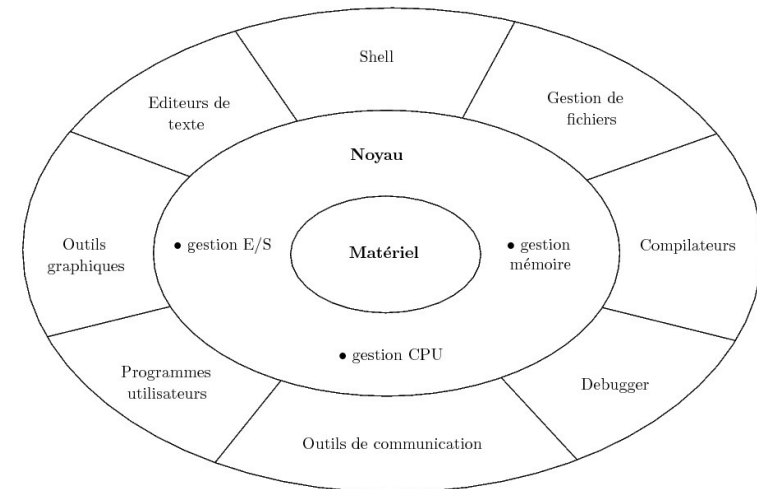 Shell
Editeurs de
texte
Gestion de
fichiers
Noyau
Outils
graphiques
• gestion E/S
Matériel
• gestion
mémoire
Compilateurs
• gestion CPU
Programmes
utilisateurs
Debugger
Outils de communication